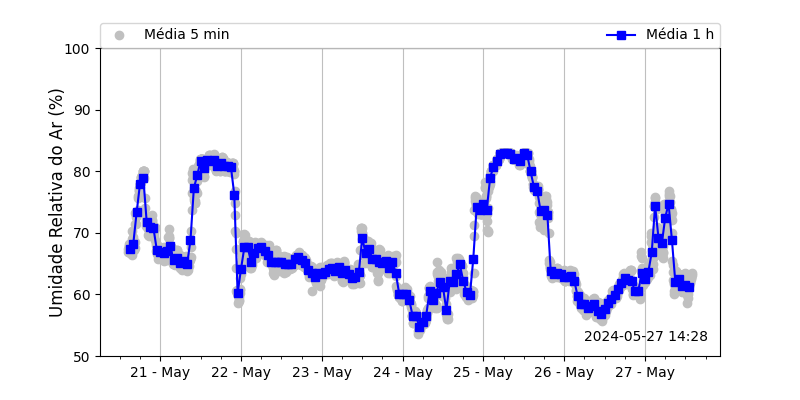 Média 5 min
Média 1 h
Umidade Relativa do Ar (%)
100
90
80
70
60
50
2024-05-27 14:28
21 - May
22 - May
23 - May
24 - May
25 - May
26 - May
27 - May